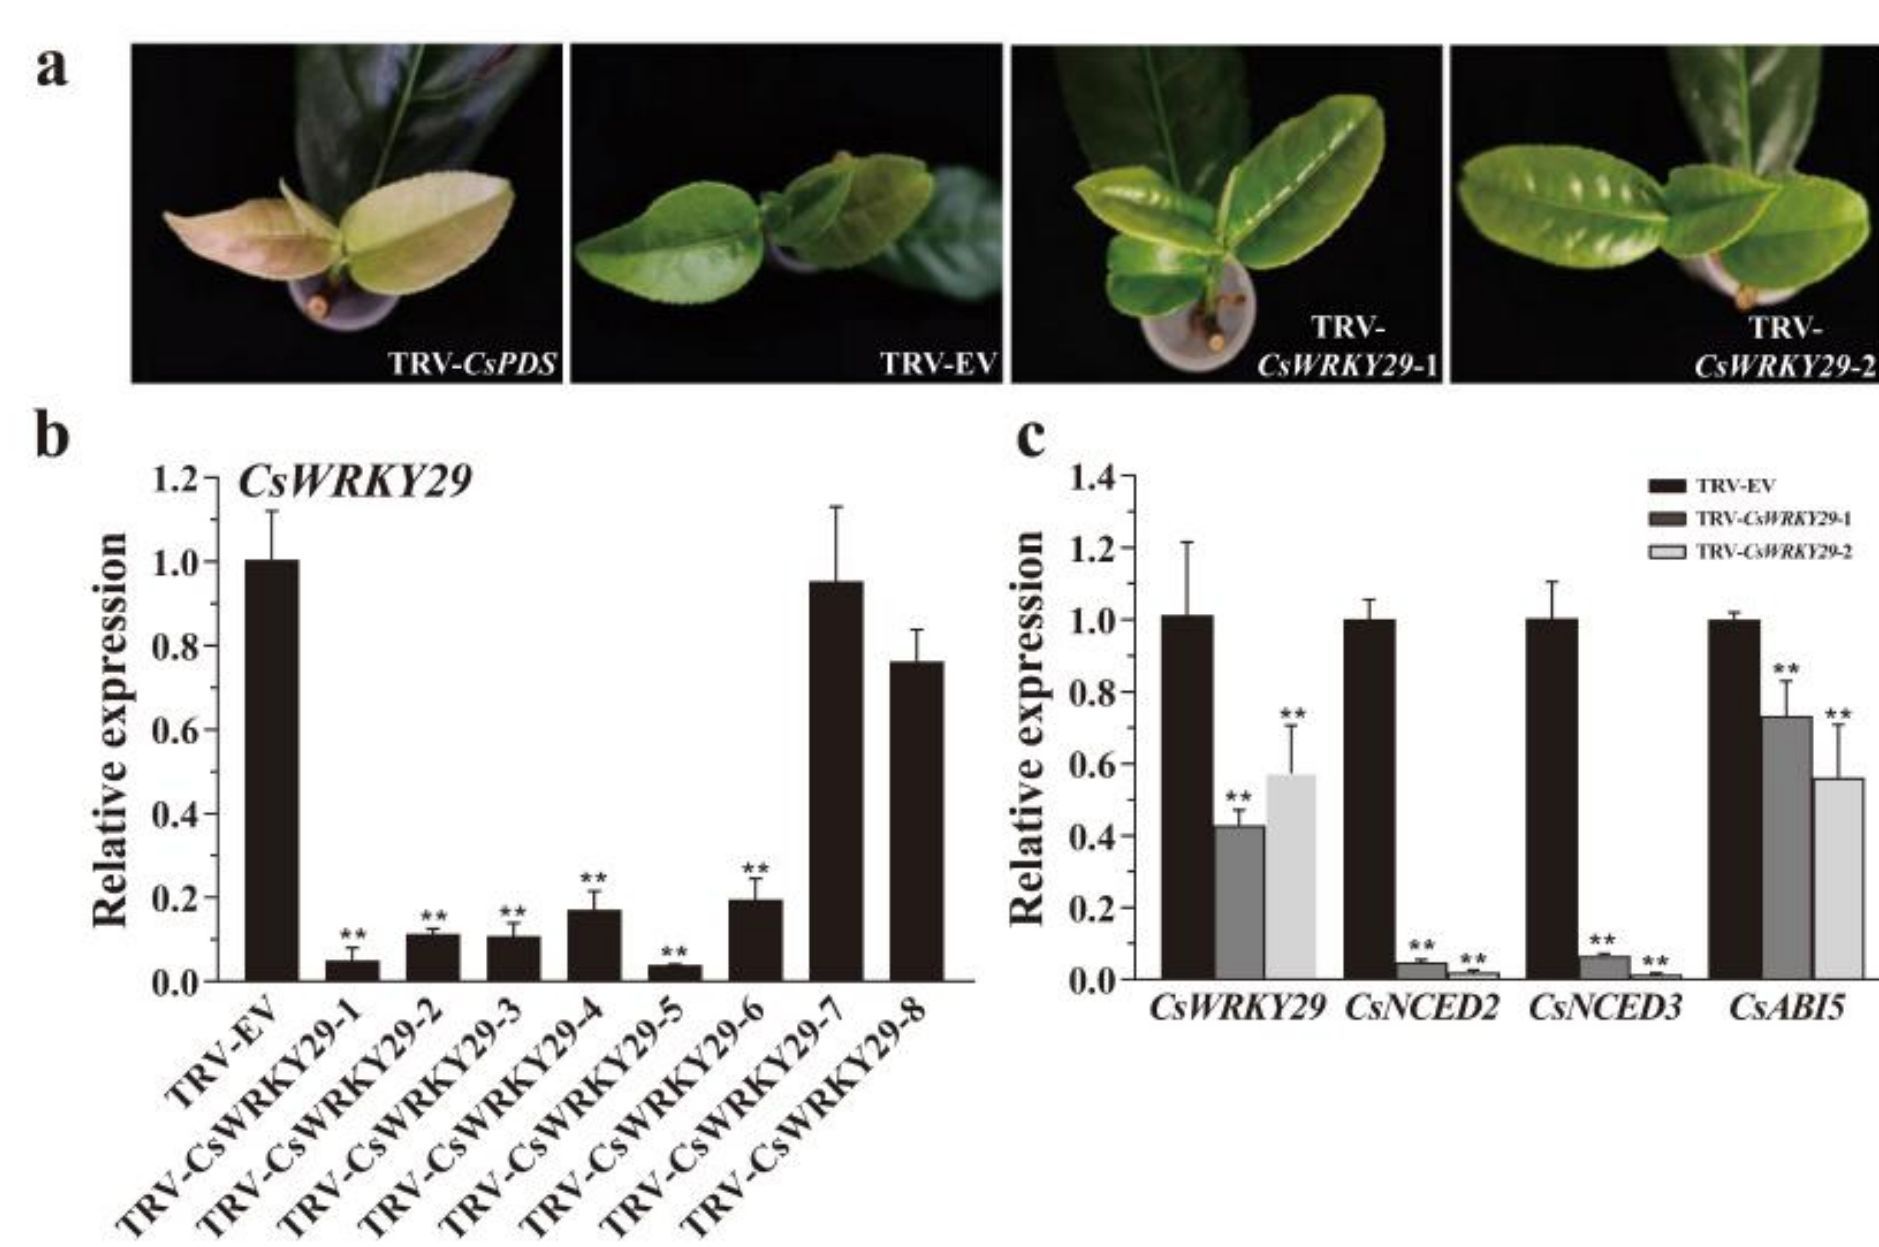 a
TRV-CsPDS
TRV-EV
TRV-
CsWRKY29-1
TRV-
CsWRKY29-2
b
CsWRKY29
Relative expression
1.2
1.0
0.8
0.6
0.4
0.2
0.0
**
**
**
**
**
**
TRV-EV
TRV-CsWRKY29-1
TRV-CsWRKY29-2
TRV-CsWRKY29-3
TRV-CsWRKY29-4
TRV-CsWRKY29-5
TRV-CsWRKY29-6
TRV-CsWRKY29-7
TRV-CsWRKY29-8
c
Relative expression
1.4
1.2
1.0
0.8
0.6
0.4
0.2
0.0
TRV-EV
TRV-CsWRKY29-1
TRV-CsWRKY29-2
**
**
**
**
**
**
**
**
CsWRKY29 CsNCED2 CsNCED3 CsABI5